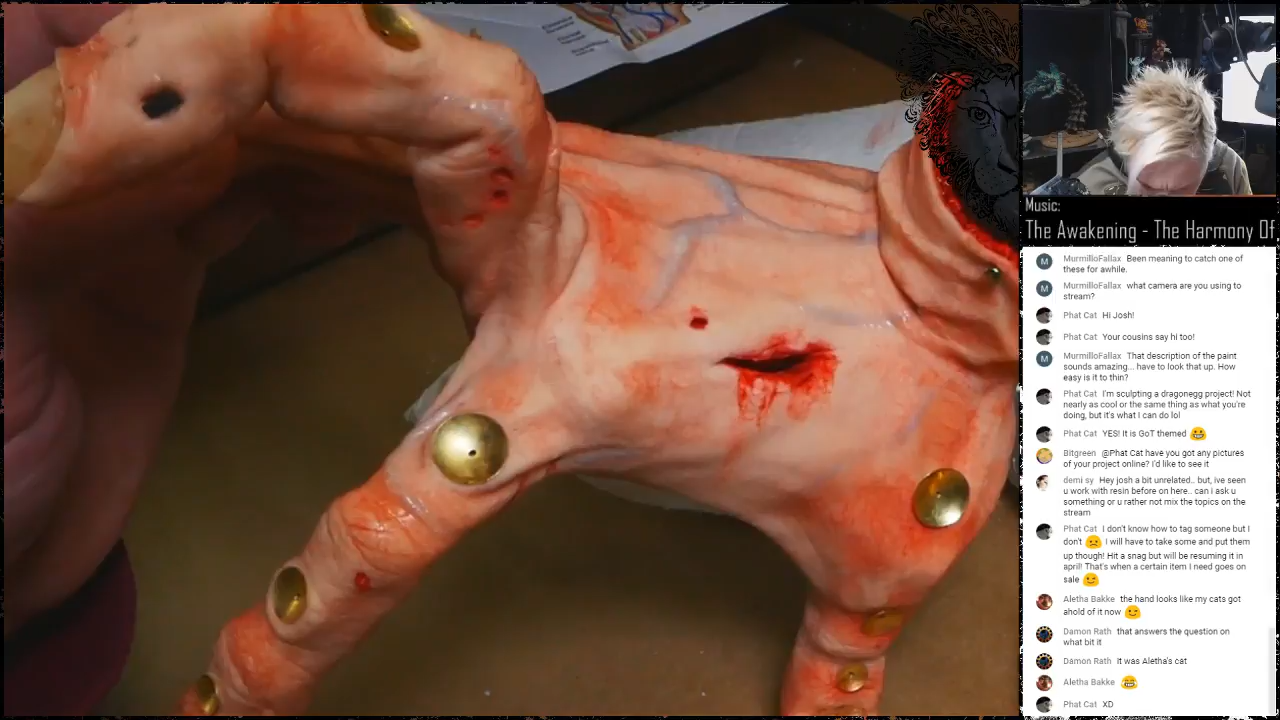 Music:
The Awakening - The Harmony Of
MurmilloFallax Been meaning to catch one of
these for awhile.
MurmilloFallax what camera are you using to
stream?
Phat Cat Hi Josh!
Phat Cat Your cousins say hi too!
MurmilloFallax That description of the paint
sounds amazing... have to look that up. How
easy is it to thin?
Phat Cat I'm sculpting a dragonegg project! Not
nearly as cool or the same thing as what you're
doing, but it's what I can do lol
Phat Cat YES! It is GoT themed 😀
Bitgreen @Phat Cat have you got any pictures
of your project online? I'd like to see it
demi sy Hey josh a bit unrelated.. but, ive seen
u work with resin before on here.. can i ask u
something or u rather not mix the topics on the
stream
Phat Cat I don't know how to tag someone but I
don't 🙁 I will have to take some and put them
up though! Hit a snag but will be resuming it in
april! That's when a certain item I need goes on
sale 😉
Aletha Bakke the hand looks like my cats got
ahold of it now 😉
Damon Rath that answers the question on
what bit it
Damon Rath it was Aletha's cat
Aletha Bakke 😂
Phat Cat XD
M
M
M